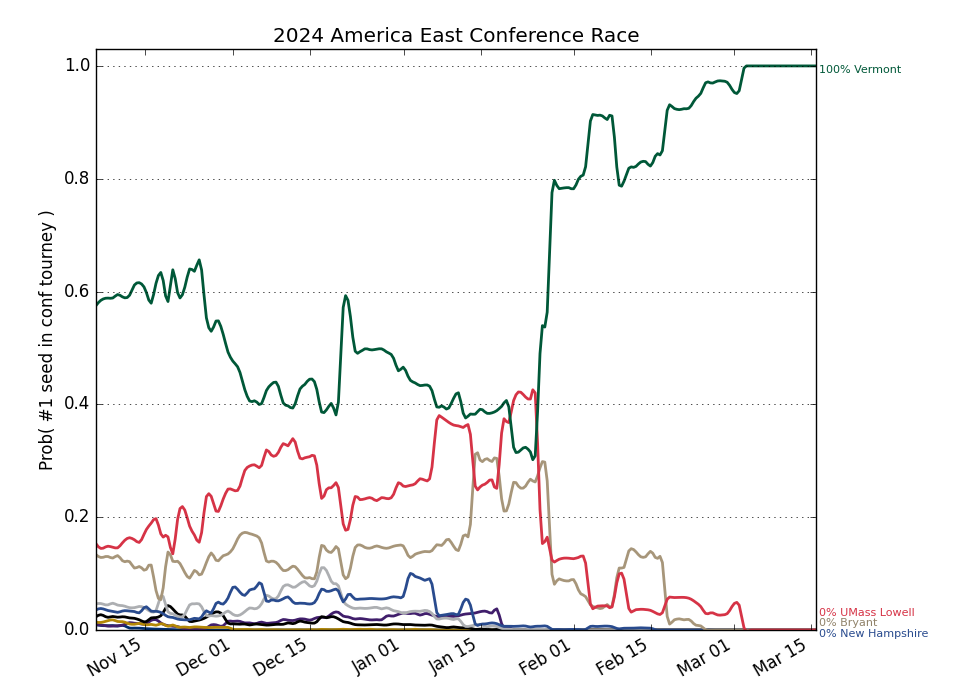 2024 America East Conference Race
1.0
0.8
0.6
0.4
0.2
0.0
Prob( #1 seed in conf tourney )
100% Vermont
0% UMass Lowell
0% Bryant
0% New Hampshire
Nov 15
Dec 01
Dec 15
Jan 01
Jan 15
Feb 01
Feb 15
Mar 01
Mar 15